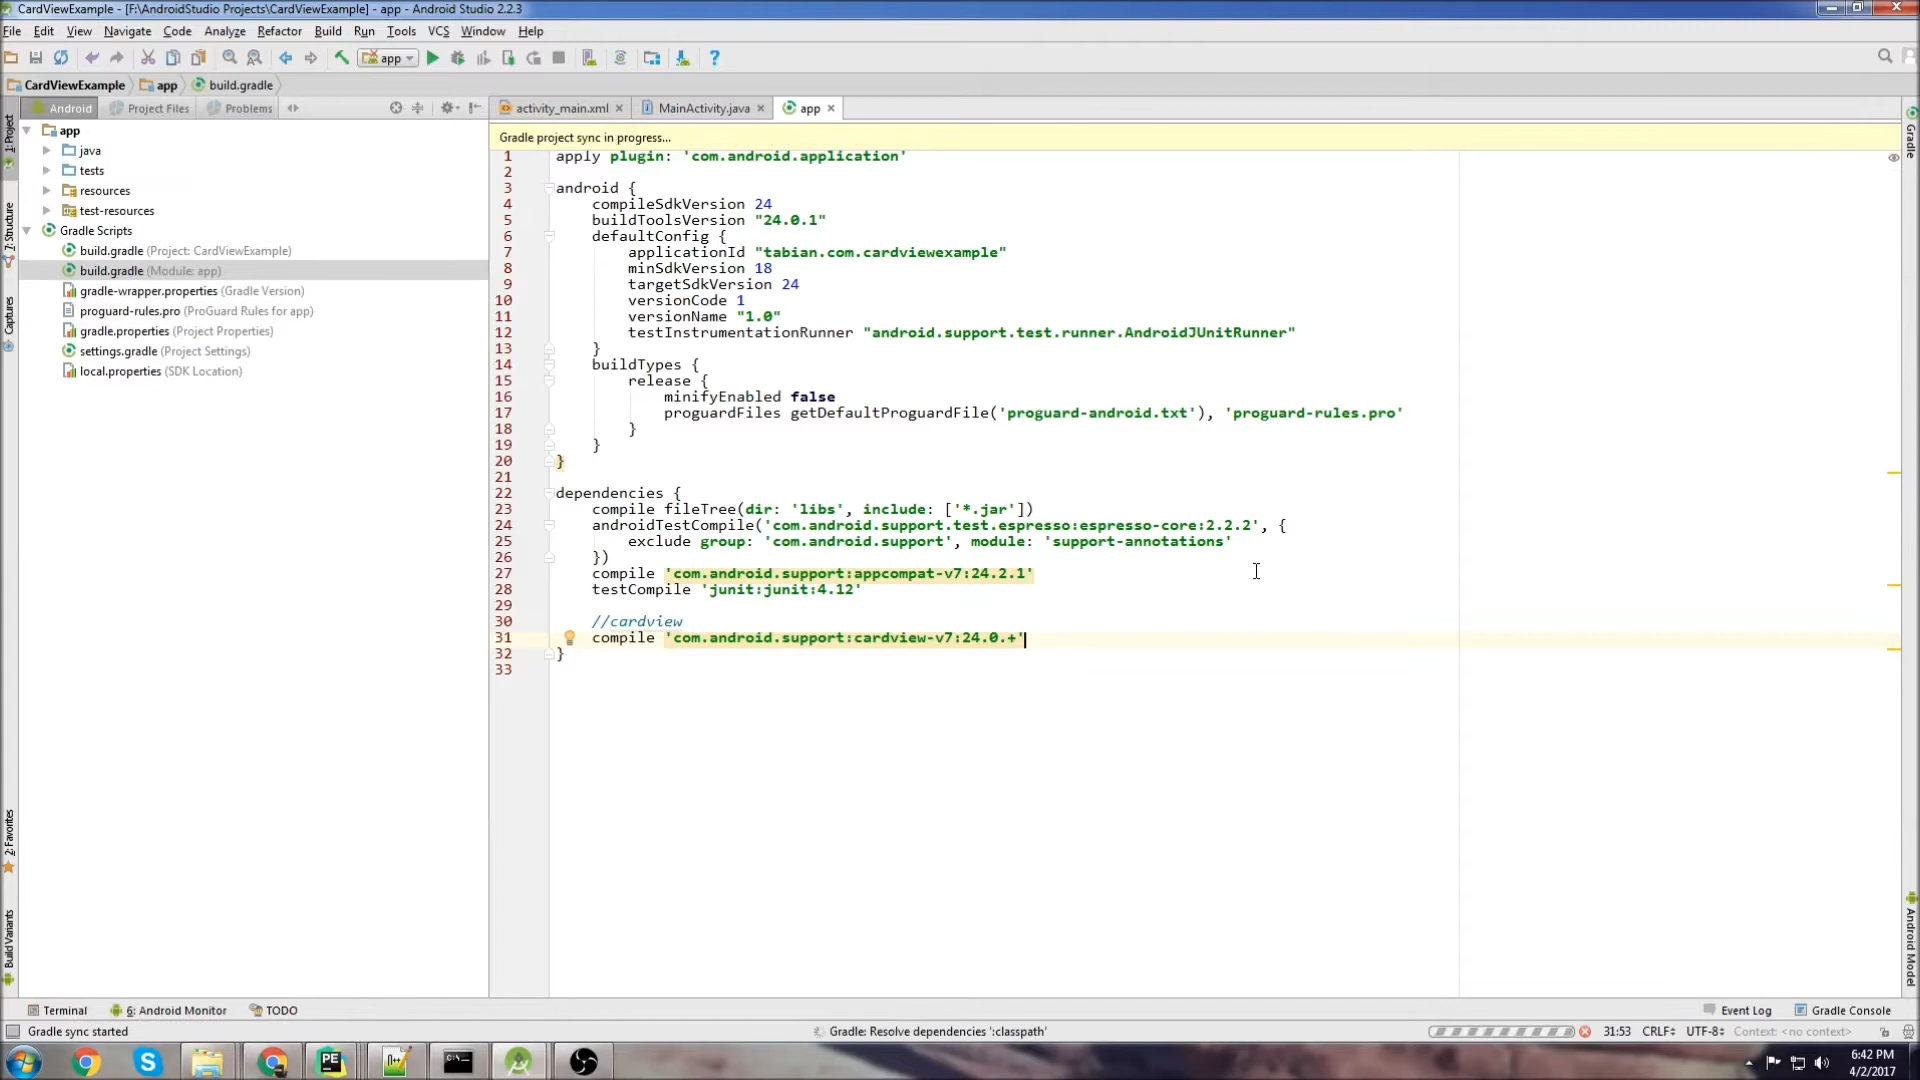 CardViewExample - [F:\AndroidStudio Projects\CardViewExample] - app - Android Studio 2.2.3
File Edit View Navigate Code Analyze Refactor Build Run Tools VCS Window Help
app
CardViewExample app build.gradle
Android Project Files Problems
activity_main.xml MainActivity.java app
1: Project
7: Structure
Captures
2: Favorites
Build Variants
app
java
tests
resources
test-resources
Gradle Scripts
build.gradle (Project: CardViewExample)
build.gradle (Module: app)
gradle-wrapper.properties (Gradle Version)
proguard-rules.pro (ProGuard Rules for app)
gradle.properties (Project Properties)
settings.gradle (Project Settings)
local.properties (SDK Location)
Gradle project sync in progress...
1 apply plugin: 'com.android.application'
2
3 android {
4 compileSdkVersion 24
5 buildToolsVersion "24.0.1"
6 defaultConfig {
7 applicationId "tabian.com.cardviewexample"
8 minSdkVersion 18
9 targetSdkVersion 24
10 versionCode 1
11 versionName "1.0"
12 testInstrumentationRunner "android.support.test.runner.AndroidJUnitRunner"
13 }
14 buildTypes {
15 release {
16 minifyEnabled false
17 proguardFiles getDefaultProguardFile('proguard-android.txt'), 'proguard-rules.pro'
18 }
19 }
20 }
21
22 dependencies {
23 compile fileTree(dir: 'libs', include: ['*.jar'])
24 androidTestCompile('com.android.support.test.espresso:espresso-core:2.2.2', {
25 exclude group: 'com.android.support', module: 'support-annotations'
26 })
27 compile 'com.android.support:appcompat-v7:24.2.1'
28 testCompile 'junit:junit:4.12'
29
30 //cardview
31 compile 'com.android.support:cardview-v7:24.0.+'
32 }
33
Gradle
Android Model
Terminal 6: Android Monitor TODO
Event Log Gradle Console
Gradle sync started
Gradle: Resolve dependencies ':classpath'
31:53 CRLF UTF-8 Context: <no context>
6:42 PM
4/2/2017